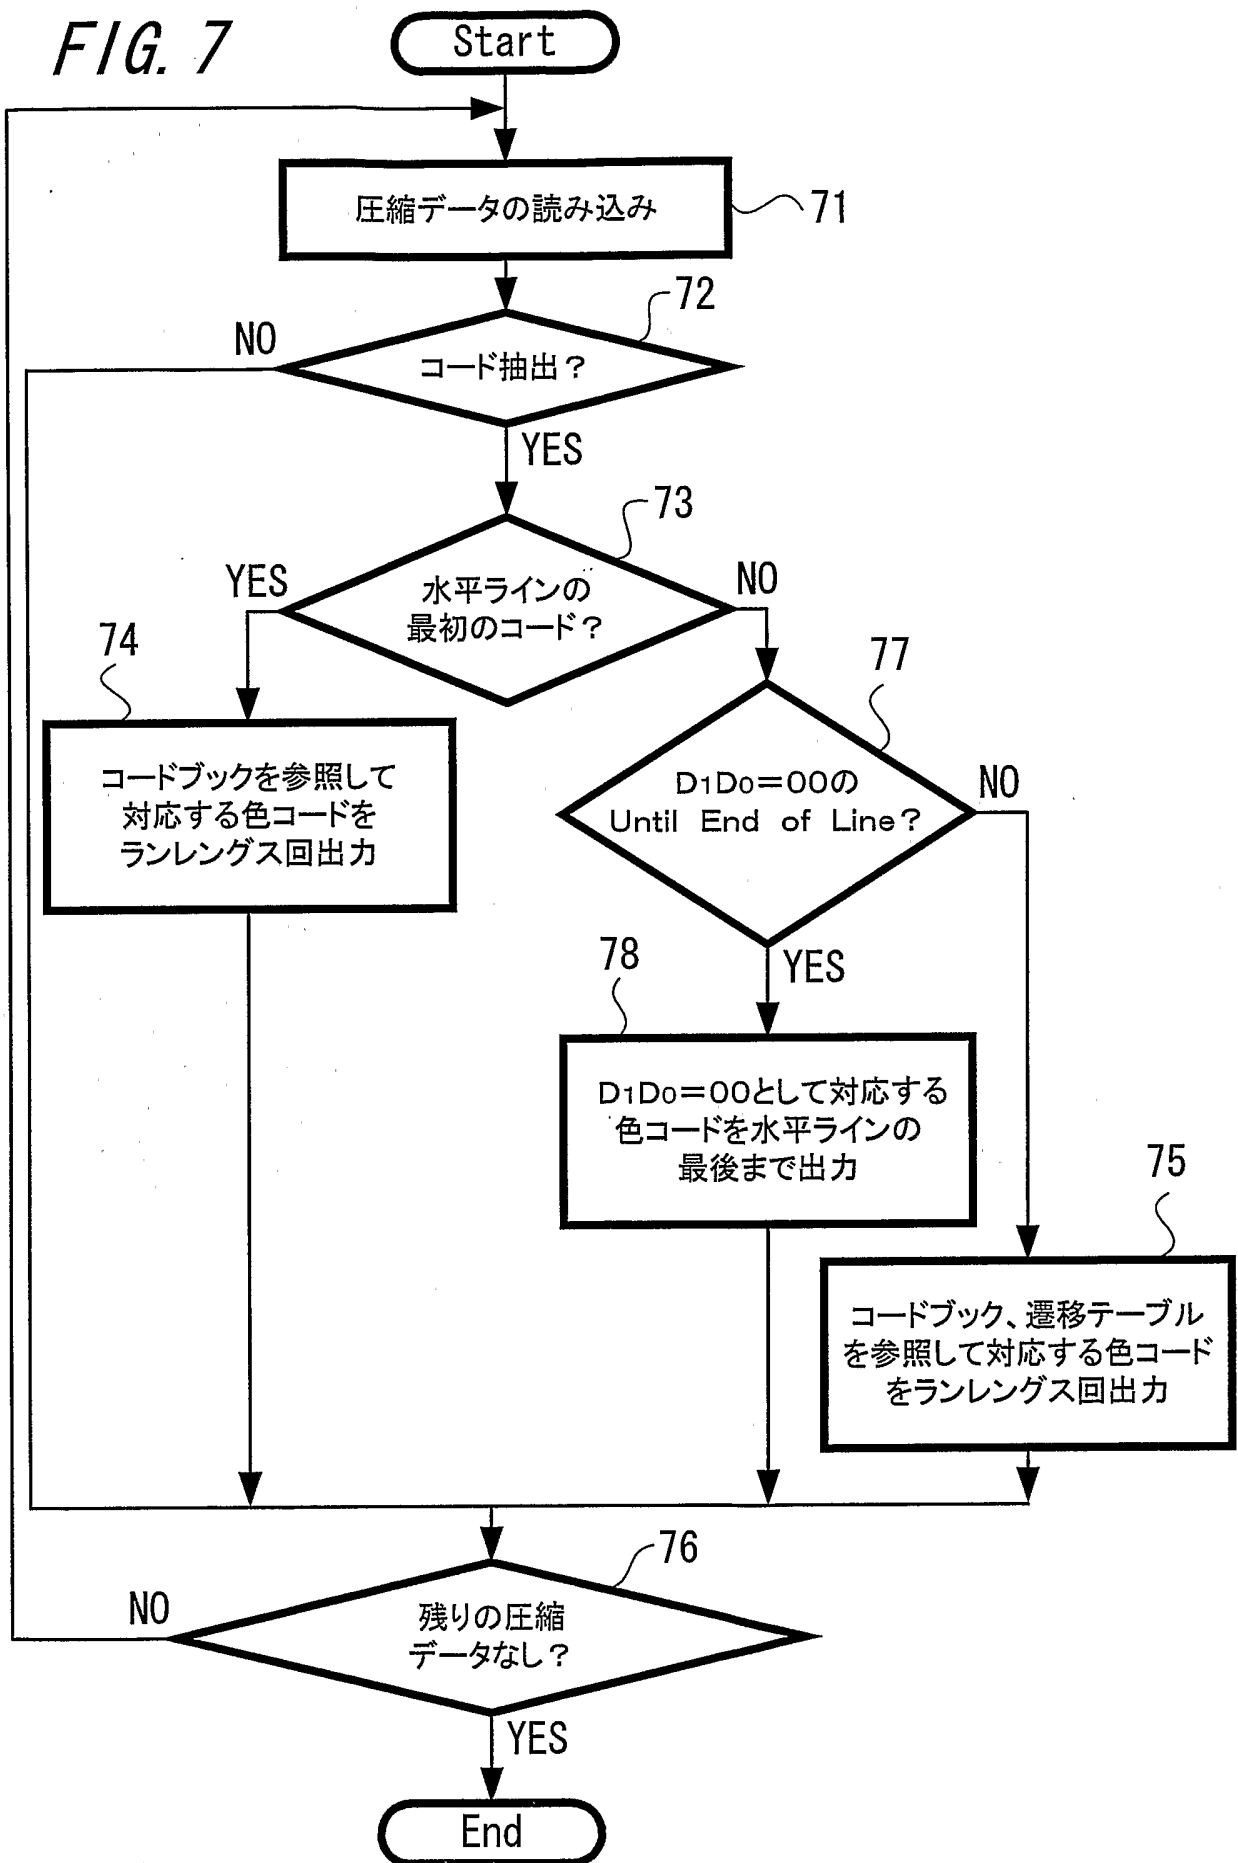 FIG. 7
Start
圧縮データの読み込み
71
72
NO
コード抽出?
YES
73
YES
水平ラインの
最初のコード?
NO
74
コードブックを参照して
対応する色コードを
ランレングス回出力
77
D1D0=00の
Until End of Line?
NO
YES
78
D1D0=00として対応する
色コードを水平ラインの
最後まで出力
75
コードブック、遷移テーブル
を参照して対応する色コード
をランレングス回出力
76
NO
残りの圧縮
データなし?
YES
End